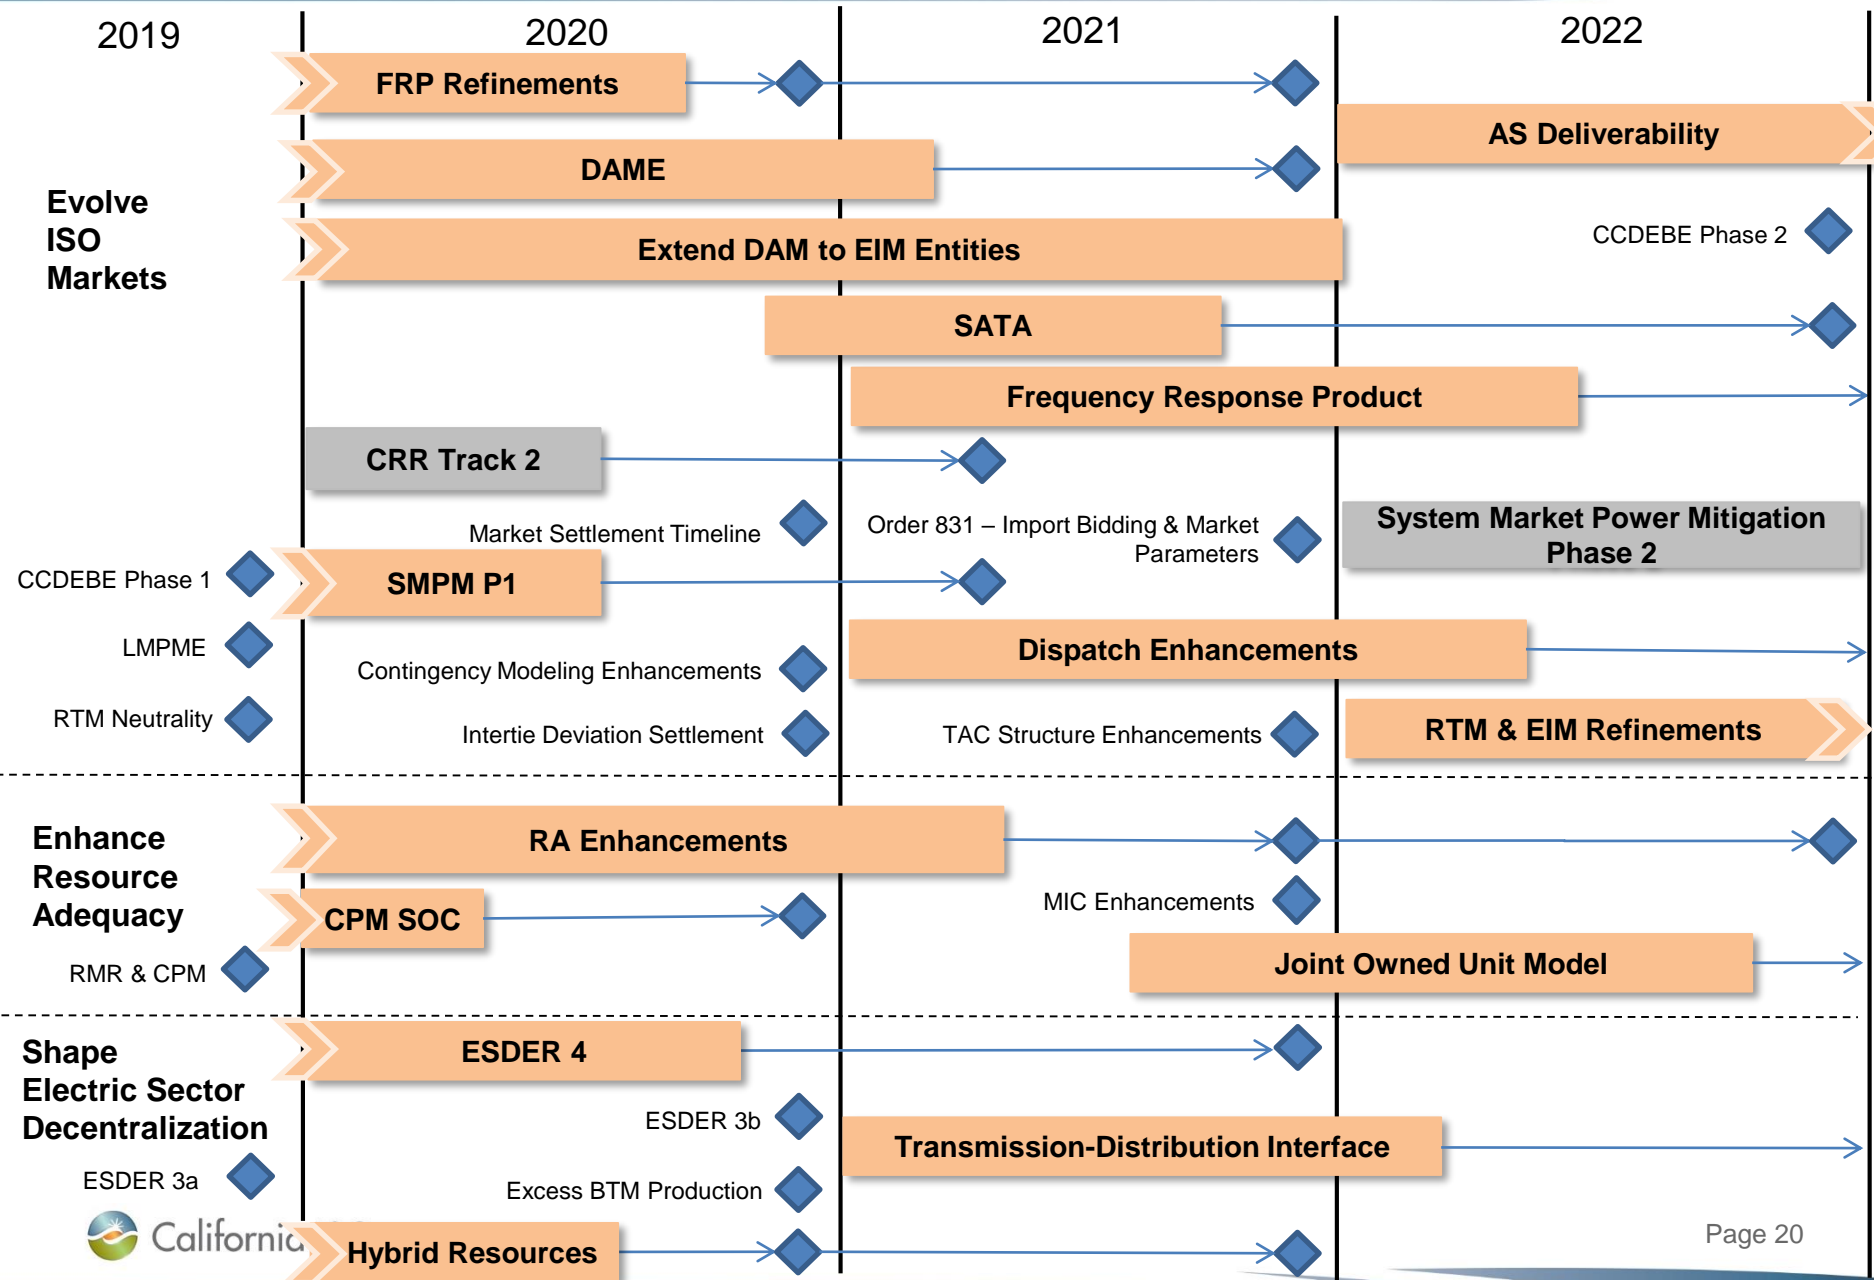 2019
2020
2021
2022
FRP Refinements
AS Deliverability
DAME
Evolve
ISO
Markets
Extend DAM to EIM Entities
CCDEBE Phase 2
SATA
Frequency Response Product
CRR Track 2
Market Settlement Timeline
Order 831 – Import Bidding & Market
Parameters
System Market Power Mitigation
Phase 2
CCDEBE Phase 1
SMPM P1
LMPME
Contingency Modeling Enhancements
Dispatch Enhancements
RTM Neutrality
Intertie Deviation Settlement
TAC Structure Enhancements
RTM & EIM Refinements
Enhance
Resource
Adequacy
RA Enhancements
CPM SOC
MIC Enhancements
RMR & CPM
Joint Owned Unit Model
Shape
Electric Sector
Decentralization
ESDER 4
ESDER 3b
Transmission-Distribution Interface
ESDER 3a
Excess BTM Production
California
Hybrid Resources
Page 20